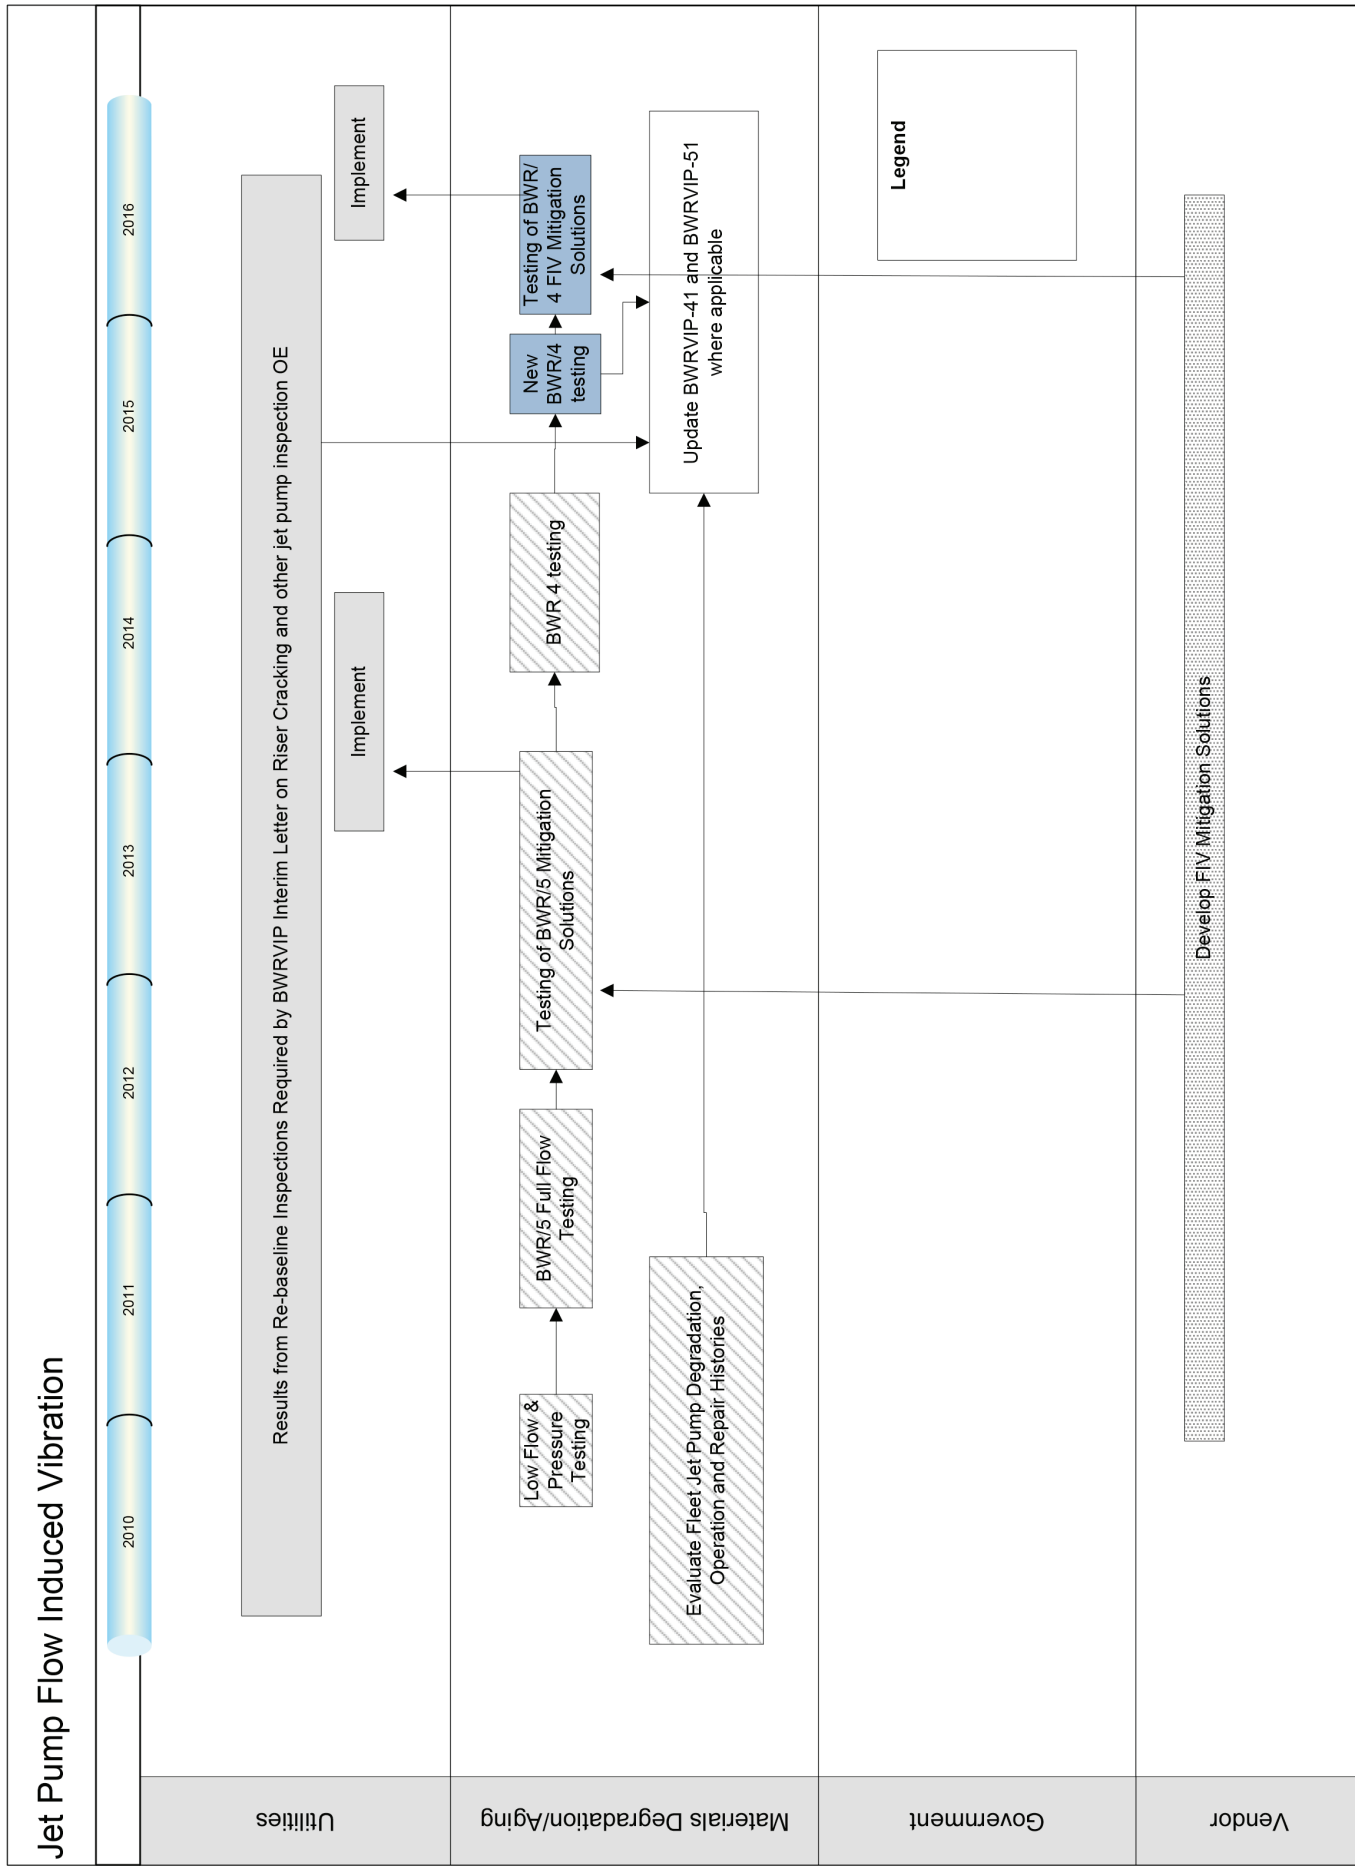 Jet Pump Flow Induced Vibration
2010
2011
2012
2013
2014
2015
2016
Utilities
Results from Re-baseline Inspections Required by BWRVIP Interim Letter on Riser Cracking and other jet pump inspection OE
Implement
Implement
Materials Degradation/Aging
Low Flow &
Pressure
Testing
BWR/5 Full Flow
Testing
Testing of BWR/5 Mitigation
Solutions
BWR 4 testing
New
BWR/4
testing
Testing of BWR/
4 FIV Mitigation
Solutions
Evaluate Fleet Jet Pump Degradation,
Operation and Repair Histories
Update BWRVIP-41 and BWRVIP-51
where applicable
Government
Legend
Vendor
Develop FIV Mitigation Solutions